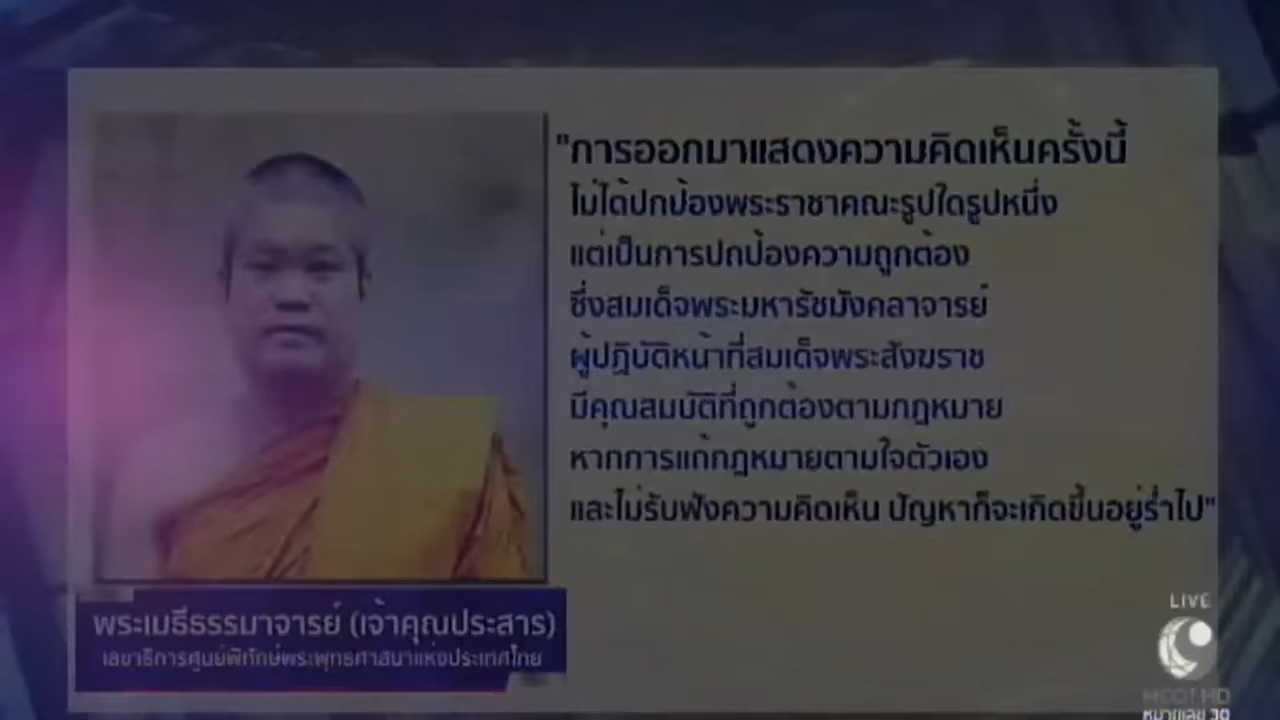 "การออกมาแสดงความคิดเห็นครั้งนี้
ไม่ได้ปกป้องพระราชาคณะรูปใดรูปหนึ่ง
แต่เป็นการปกป้องความถูกต้อง
ซึ่งสมเด็จพระมหารัชมังคลาจารย์
ผู้ปฏิบัติหน้าที่สมเด็จพระสังฆราช
มีคุณสมบัติที่ถูกต้องตามกฎหมาย
หากการแก้กฎหมายตามใจตัวเอง
และไม่รับฟังความคิดเห็น ปัญหาก็จะเกิดขึ้นอยู่ร่ำไป"
พระเมธีธรรมาจารย์ (เจ้าคุณประสาร)
เลขาธิการศูนย์พิทักษ์พระพุทธศาสนาแห่งประเทศไทย
LIVE
MCOT HD
หมายเลข 30